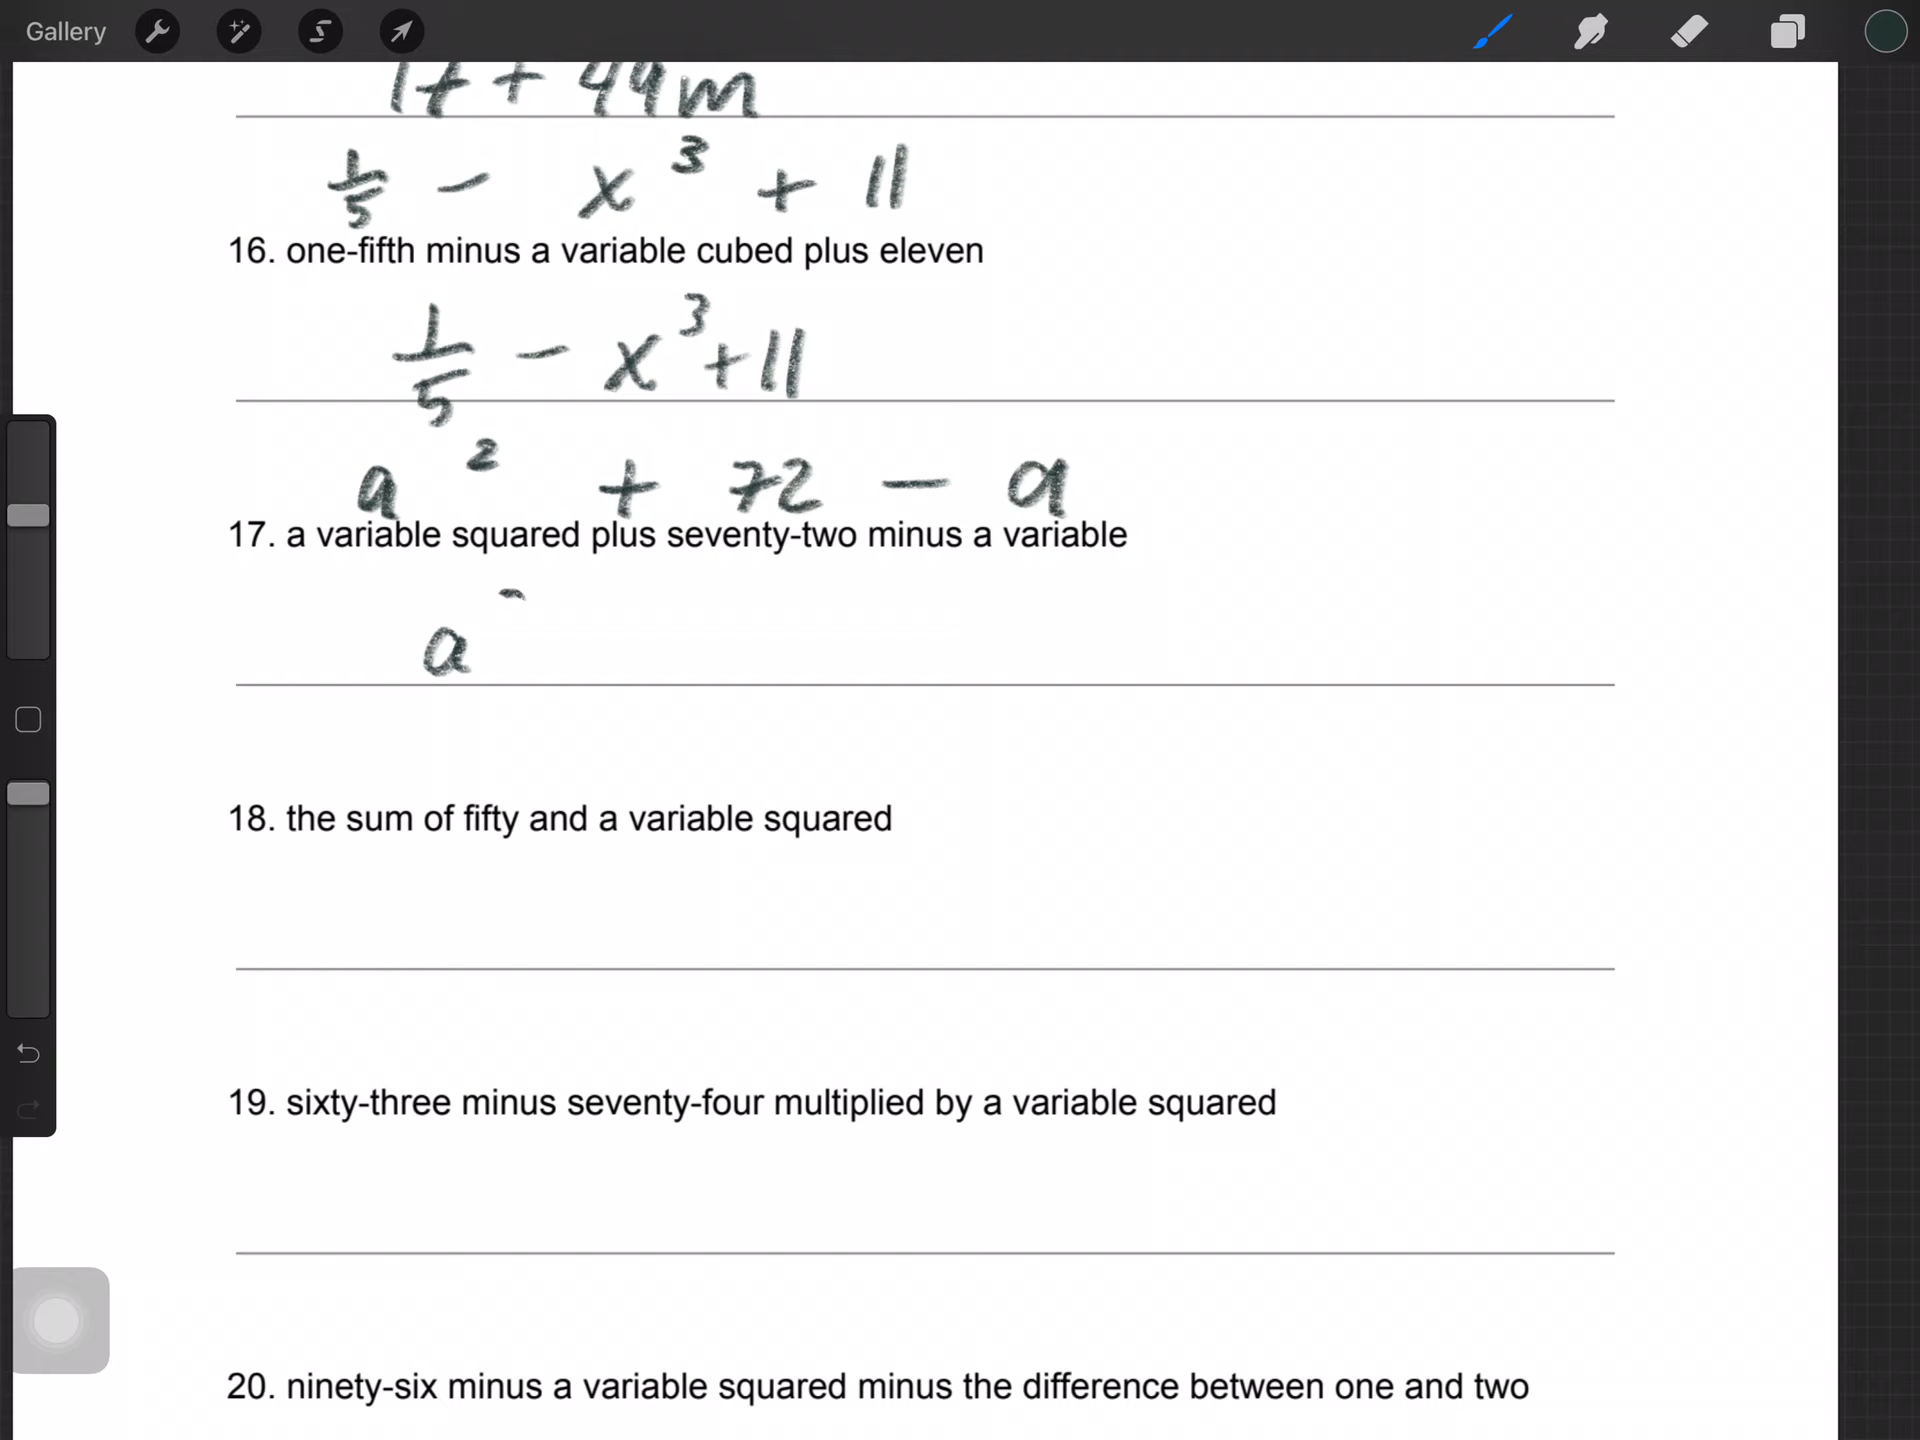 Gallery
1t + 44m
1/5 - x³ + 11
16. one-fifth minus a variable cubed plus eleven
1/5 - x³ + 11
a² + 72 - a
17. a variable squared plus seventy-two minus a variable
a
18. the sum of fifty and a variable squared
19. sixty-three minus seventy-four multiplied by a variable squared
20. ninety-six minus a variable squared minus the difference between one and two